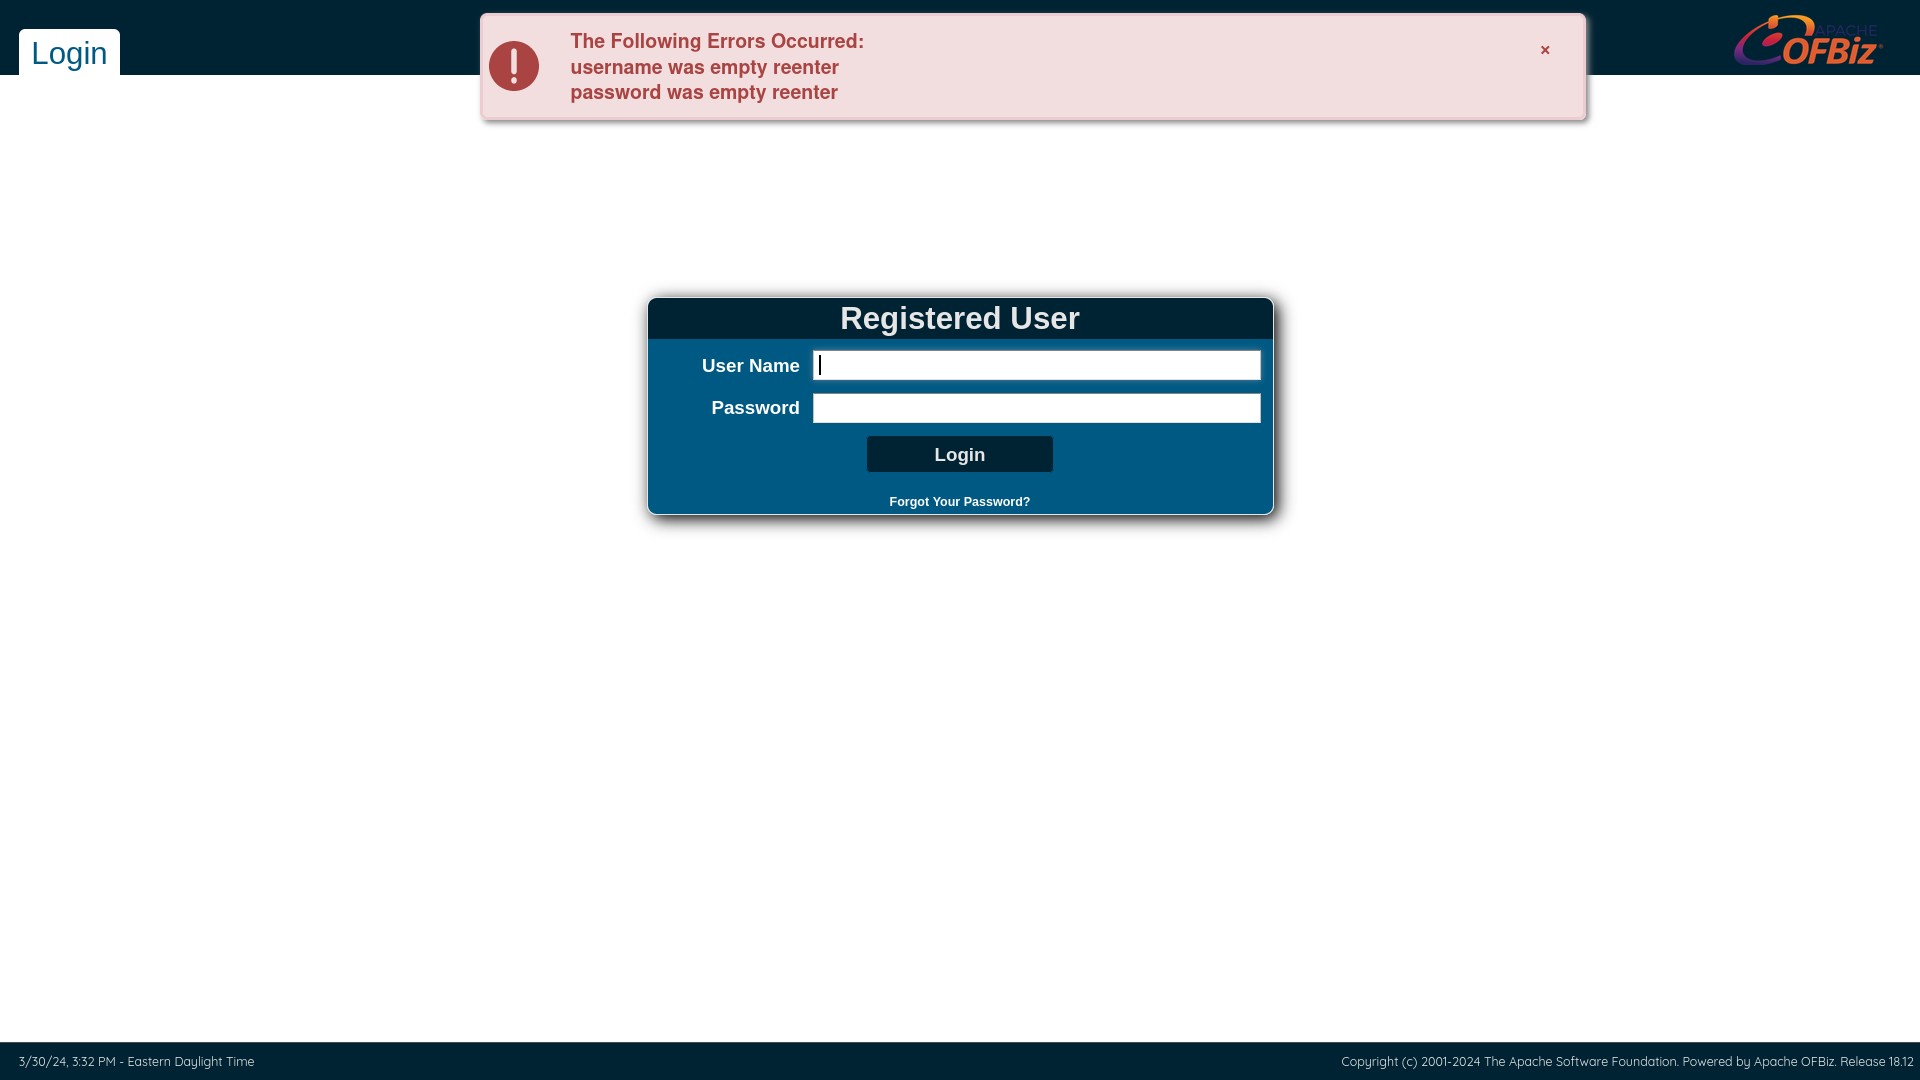 Login
The Following Errors Occurred:
username was empty reenter
password was empty reenter
×
APACHE
OFBiz
Registered User
User Name
Password
Login
Forgot Your Password?
3/30/24, 3:32 PM - Eastern Daylight Time
Copyright (c) 2001-2024 The Apache Software Foundation. Powered by Apache OFBiz. Release 18.12